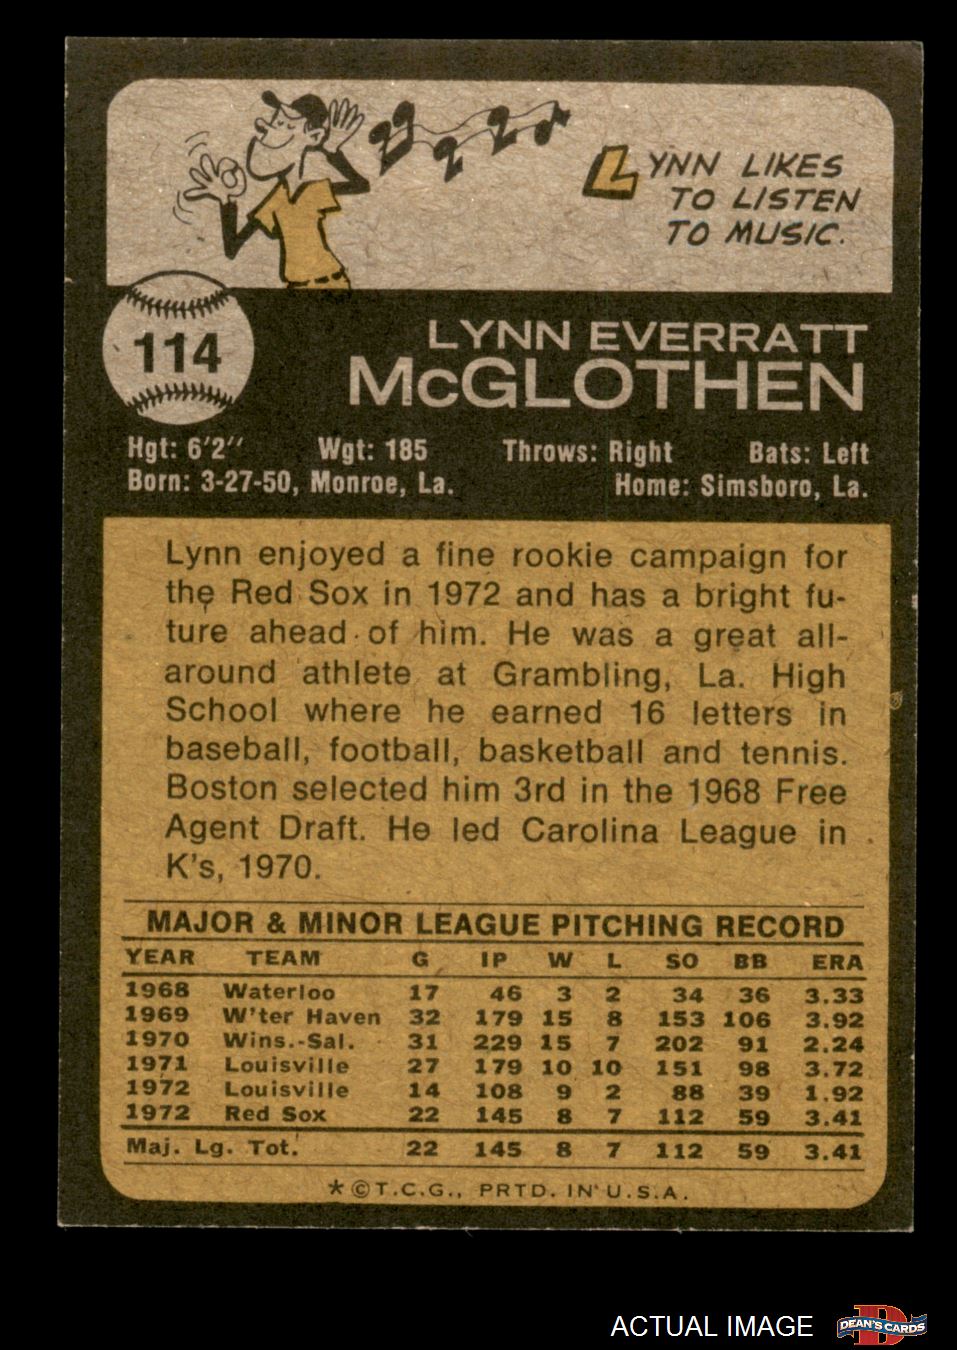 LYNN LIKES
TO LISTEN
TO MUSIC.
114
LYNN EVERRATT
McGLOTHEN
Hgt: 6'2" Wgt: 185 Throws: Right Bats: Left
Born: 3-27-50, Monroe, La. Home: Simsboro, La.
Lynn enjoyed a fine rookie campaign for
the Red Sox in 1972 and has a bright fu-
ture ahead of him. He was a great all-
around athlete at Grambling, La. High
School where he earned 16 letters in
baseball, football, basketball and tennis.
Boston selected him 3rd in the 1968 Free
Agent Draft. He led Carolina League in
K's, 1970.
MAJOR & MINOR LEAGUE PITCHING RECORD
YEAR TEAM G IP W L SO BB ERA
1968 Waterloo 17 46 3 2 34 36 3.33
1969 W'ter Haven 32 179 15 8 153 106 3.92
1970 Wins.-Sal. 31 229 15 7 202 91 2.24
1971 Louisville 27 179 10 10 151 98 3.72
1972 Louisville 14 108 9 2 88 39 1.92
1972 Red Sox 22 145 8 7 112 59 3.41
Maj. Lg. Tot. 22 145 8 7 112 59 3.41
*©T.C.G., PRTD. IN U.S.A.
ACTUAL IMAGE
D
DEAN'S CARDS